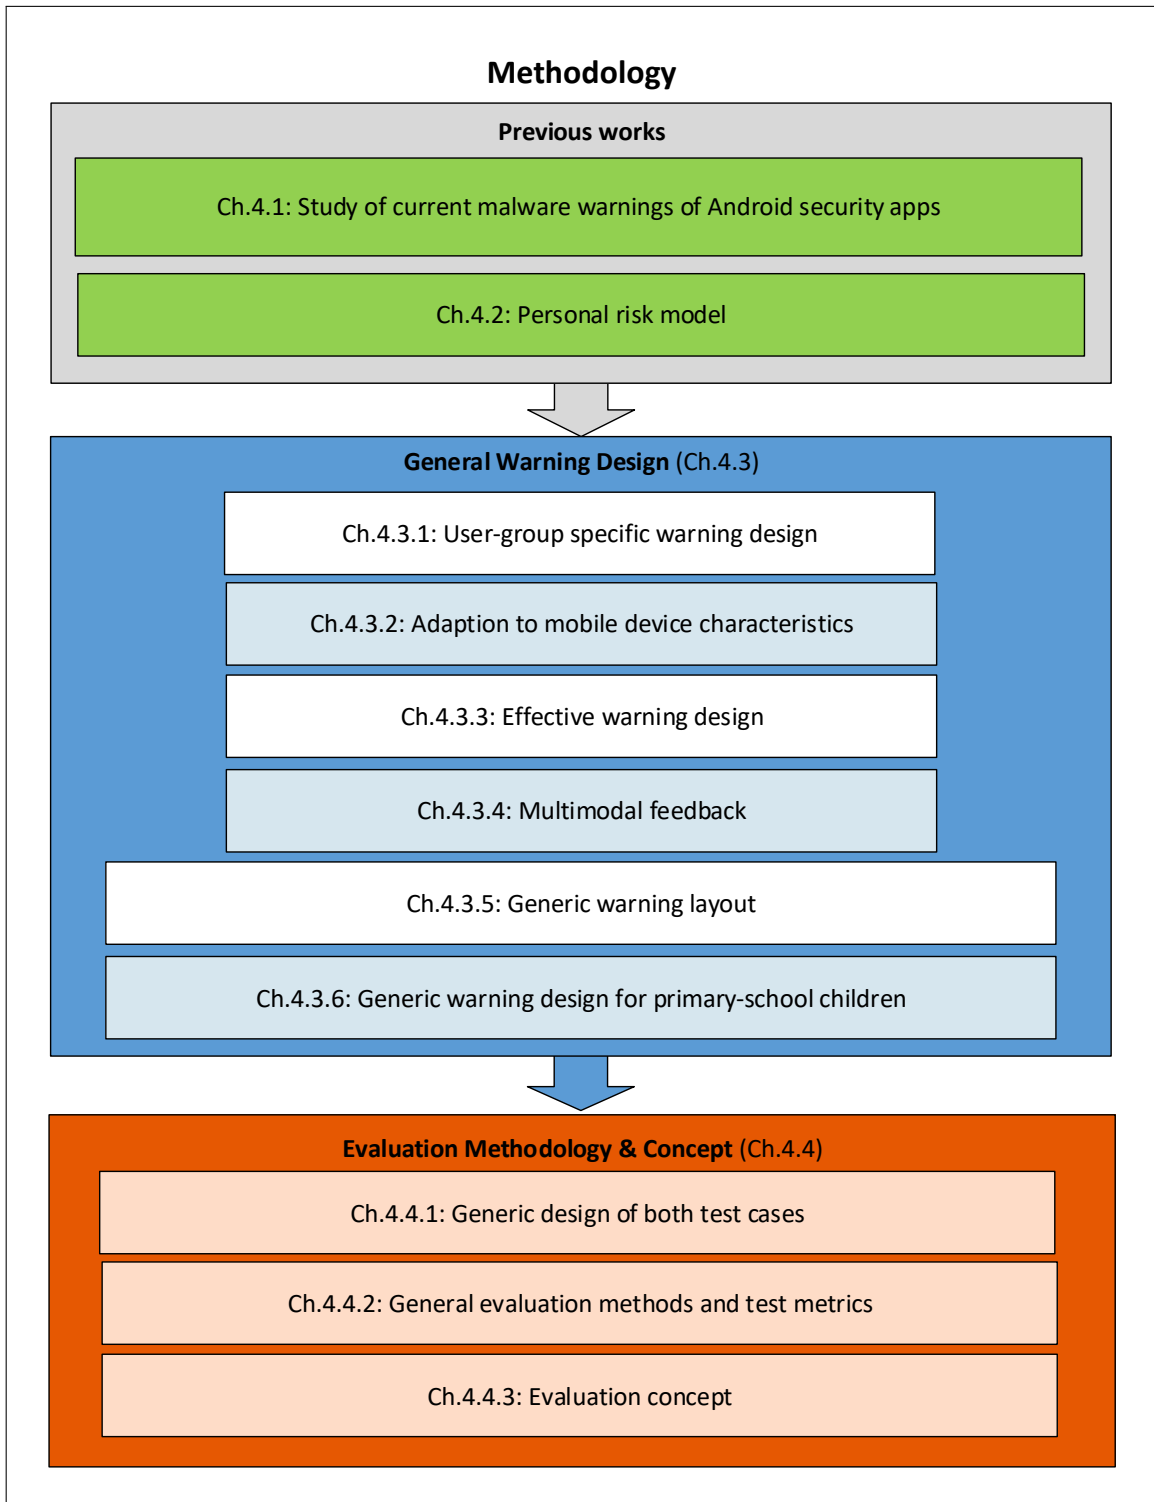 Methodology
Previous works
Ch.4.1: Study of current malware warnings of Android security apps
Ch.4.2: Personal risk model
General Warning Design (Ch.4.3)
Ch.4.3.1: User-group specific warning design
Ch.4.3.2: Adaption to mobile device characteristics
Ch.4.3.3: Effective warning design
Ch.4.3.4: Multimodal feedback
Ch.4.3.5: Generic warning layout
Ch.4.3.6: Generic warning design for primary-school children
Evaluation Methodology & Concept (Ch.4.4)
Ch.4.4.1: Generic design of both test cases
Ch.4.4.2: General evaluation methods and test metrics
Ch.4.4.3: Evaluation concept